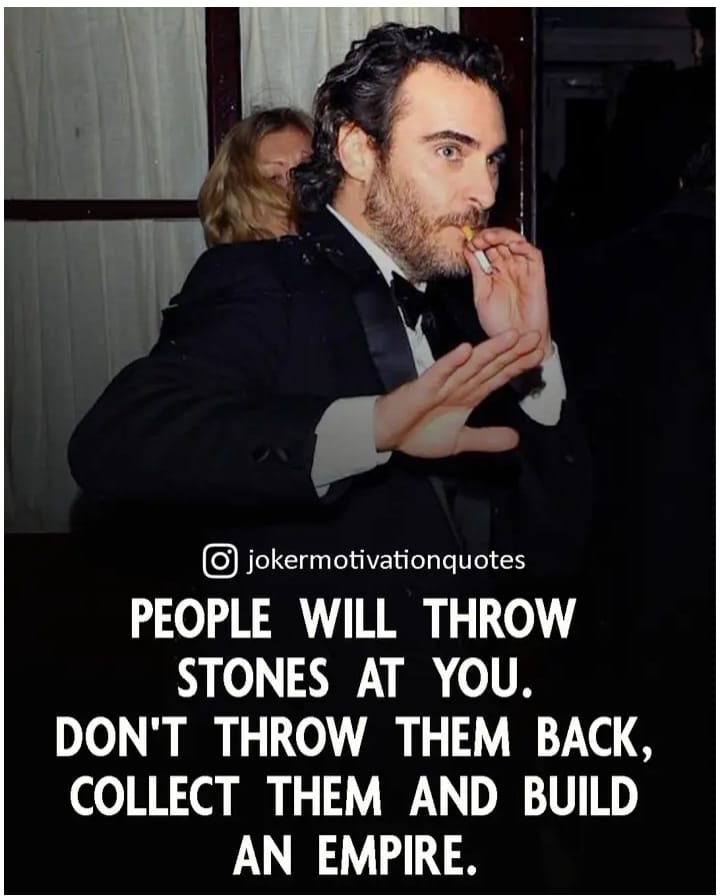 jokermotivationquotes
PEOPLE WILL THROW
STONES AT YOU.
DON'T THROW THEM BACK,
COLLECT THEM AND BUILD
AN EMPIRE.